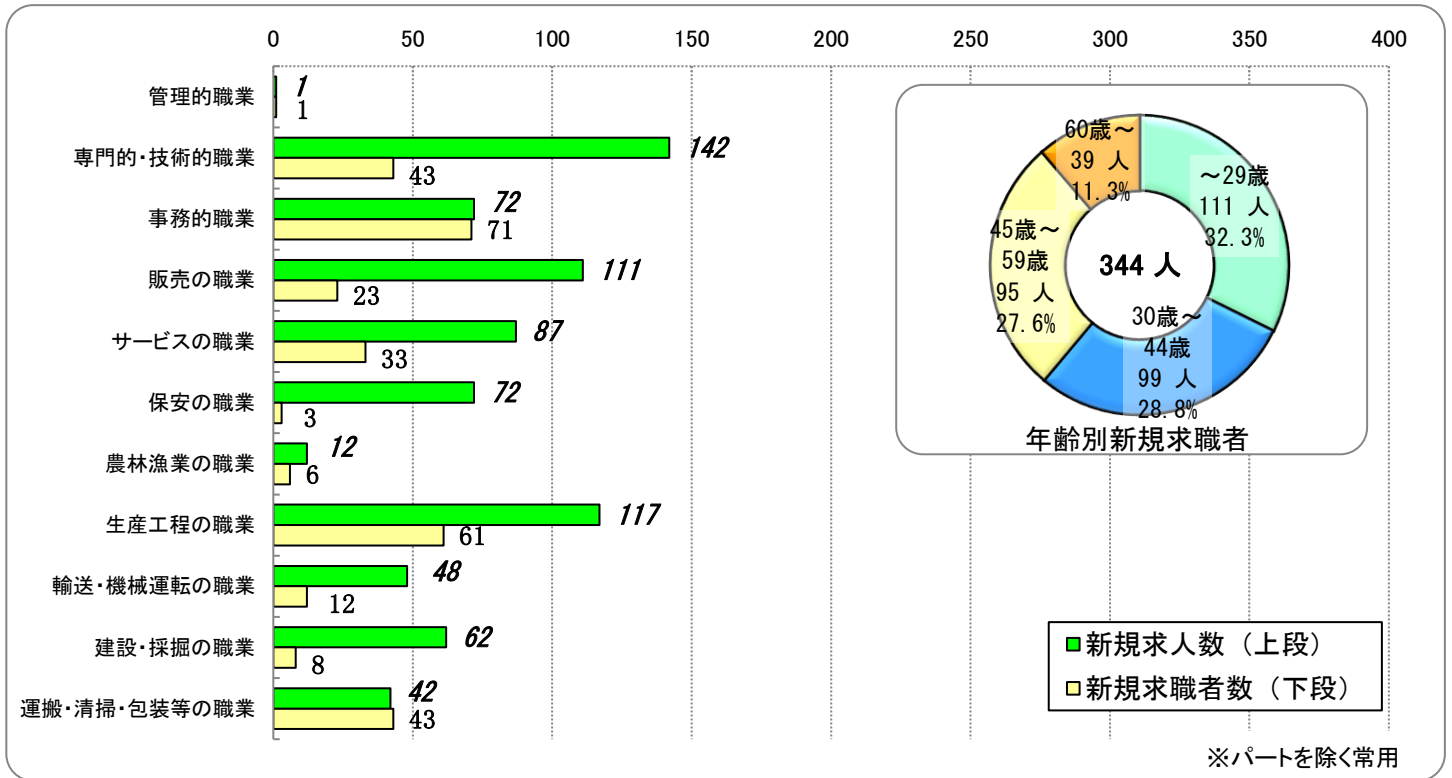 0 50 100 150 200 250 300 350 400
管理的職業
1
1
専門的・技術的職業
142
43
事務的職業
72
71
販売の職業
111
23
サービスの職業
87
33
保安の職業
72
3
農林漁業の職業
12
6
生産工程の職業
117
61
輸送・機械運転の職業
48
12
建設・採掘の職業
62
8
運搬・清掃・包装等の職業
42
43
60歳～
39 人
11.3%
～29歳
111 人
32.3%
45歳～
59歳
95 人
27.6%
344 人
30歳～
44歳
99 人
28.8%
年齢別新規求職者
新規求人数（上段）
新規求職者数（下段）
※パートを除く常用